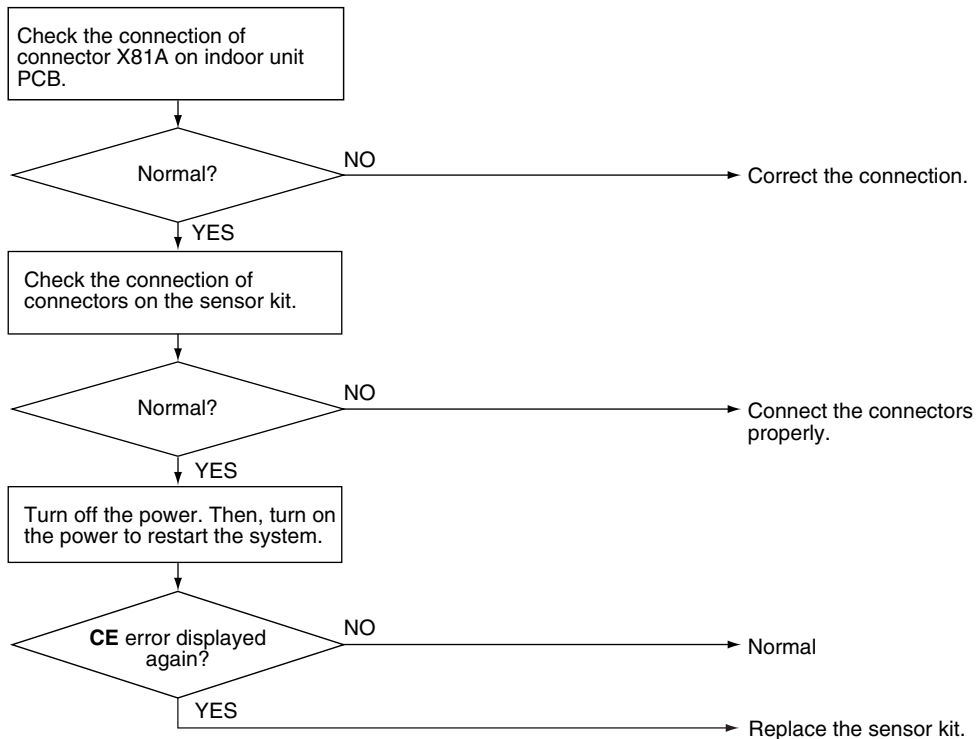 Check the connection of
connector X81A on indoor unit
PCB.
Normal?
NO
Correct the connection.
YES
Check the connection of
connectors on the sensor kit.
Normal?
NO
Connect the connectors
properly.
YES
Turn off the power. Then, turn on
the power to restart the system.
CE error displayed
again?
NO
Normal
YES
Replace the sensor kit.